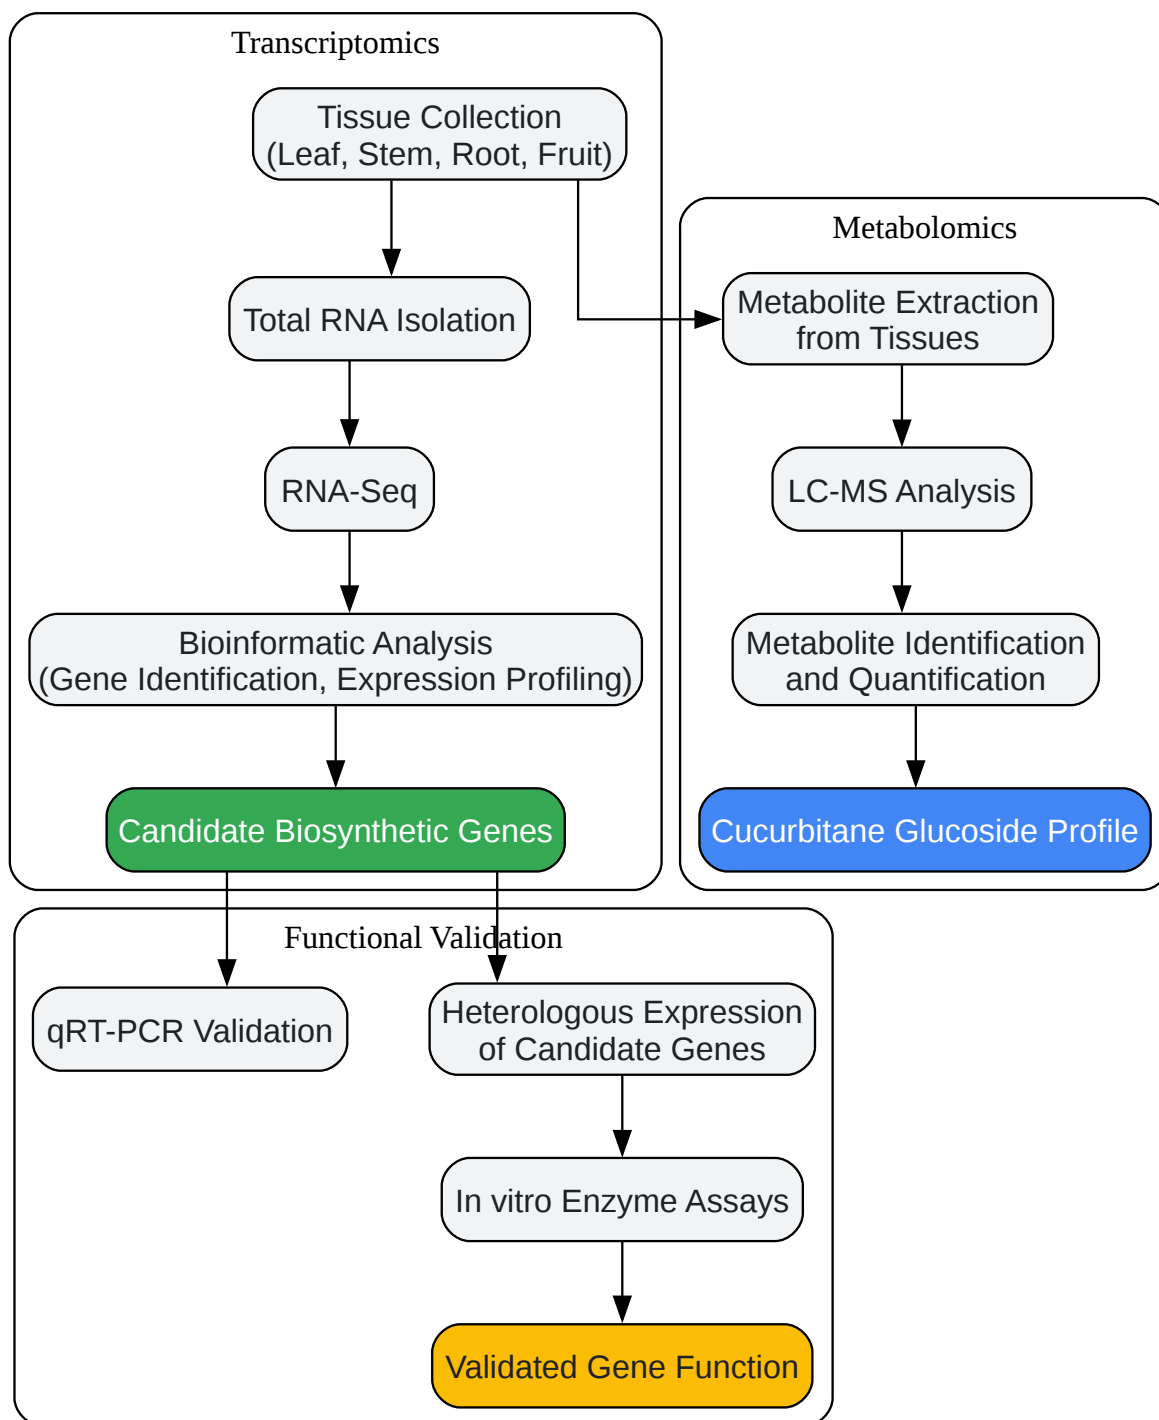 Transcriptomics
Tissue Collection
(Leaf, Stem, Root, Fruit)
Total RNA Isolation
RNA-Seq
Bioinformatic Analysis
(Gene Identification, Expression Profiling)
Candidate Biosynthetic Genes
Metabolomics
Metabolite Extraction
from Tissues
LC-MS Analysis
Metabolite Identification
and Quantification
Cucurbitane Glucoside Profile
Functional Validation
qRT-PCR Validation
Heterologous Expression
of Candidate Genes
In vitro Enzyme Assays
Validated Gene Function